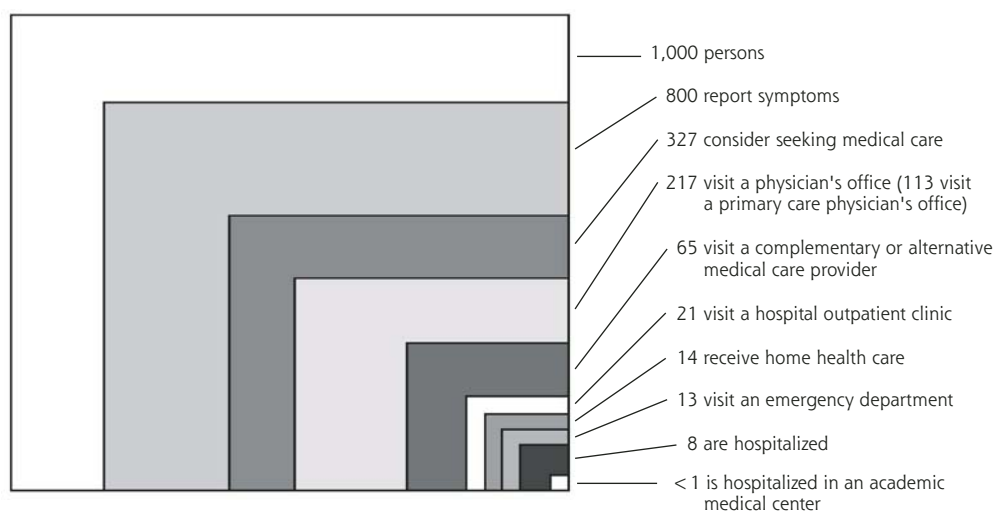 1,000 persons
800 report symptoms
327 consider seeking medical care
217 visit a physician's office (113 visit
a primary care physician's office)
65 visit a complementary or alternative
medical care provider
21 visit a hospital outpatient clinic
14 receive home health care
13 visit an emergency department
8 are hospitalized
< 1 is hospitalized in an academic
medical center